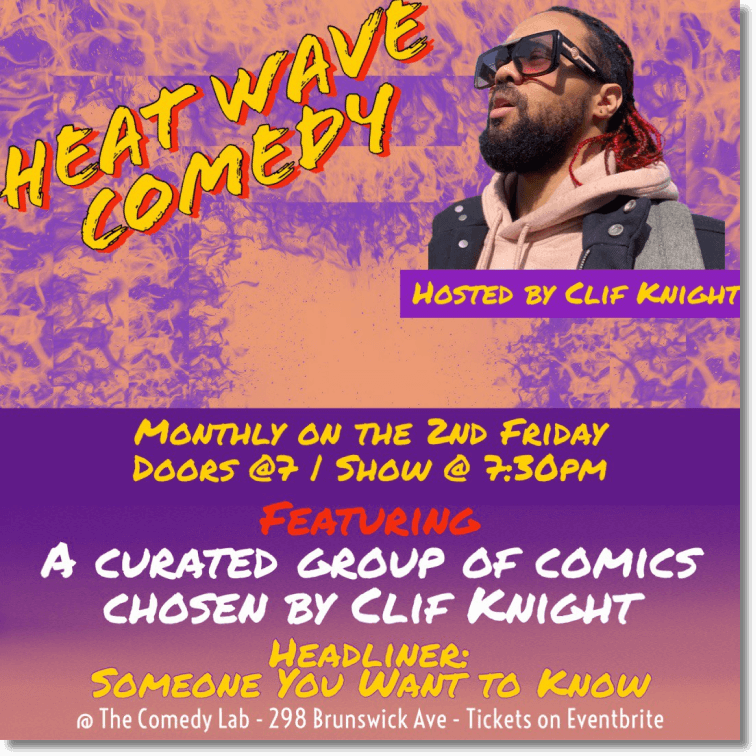 HEAT WAVE
COMEDY
HOSTED BY CLIF KNIGHT
MONTHLY ON THE 2ND FRIDAY
DOORS @7 | SHOW @ 7:30PM
FEATURING
A CURATED GROUP OF COMICS
CHOSEN BY CLIF KNIGHT
HEADLINER:
SOMEONE YOU WANT TO KNOW
@ The Comedy Lab - 298 Brunswick Ave - Tickets on Eventbrite